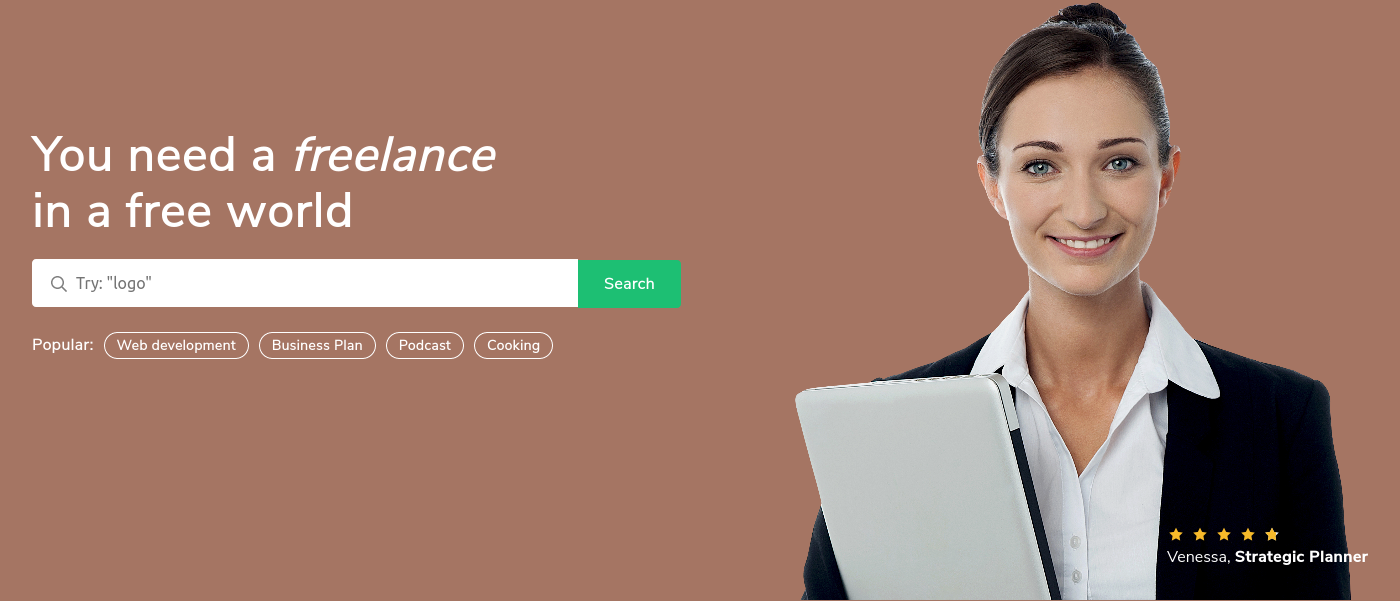 You need a freelance
in a free world
Try: "logo"
Search
Popular:
Web development
Business Plan
Podcast
Cooking
Venessa, Strategic Planner